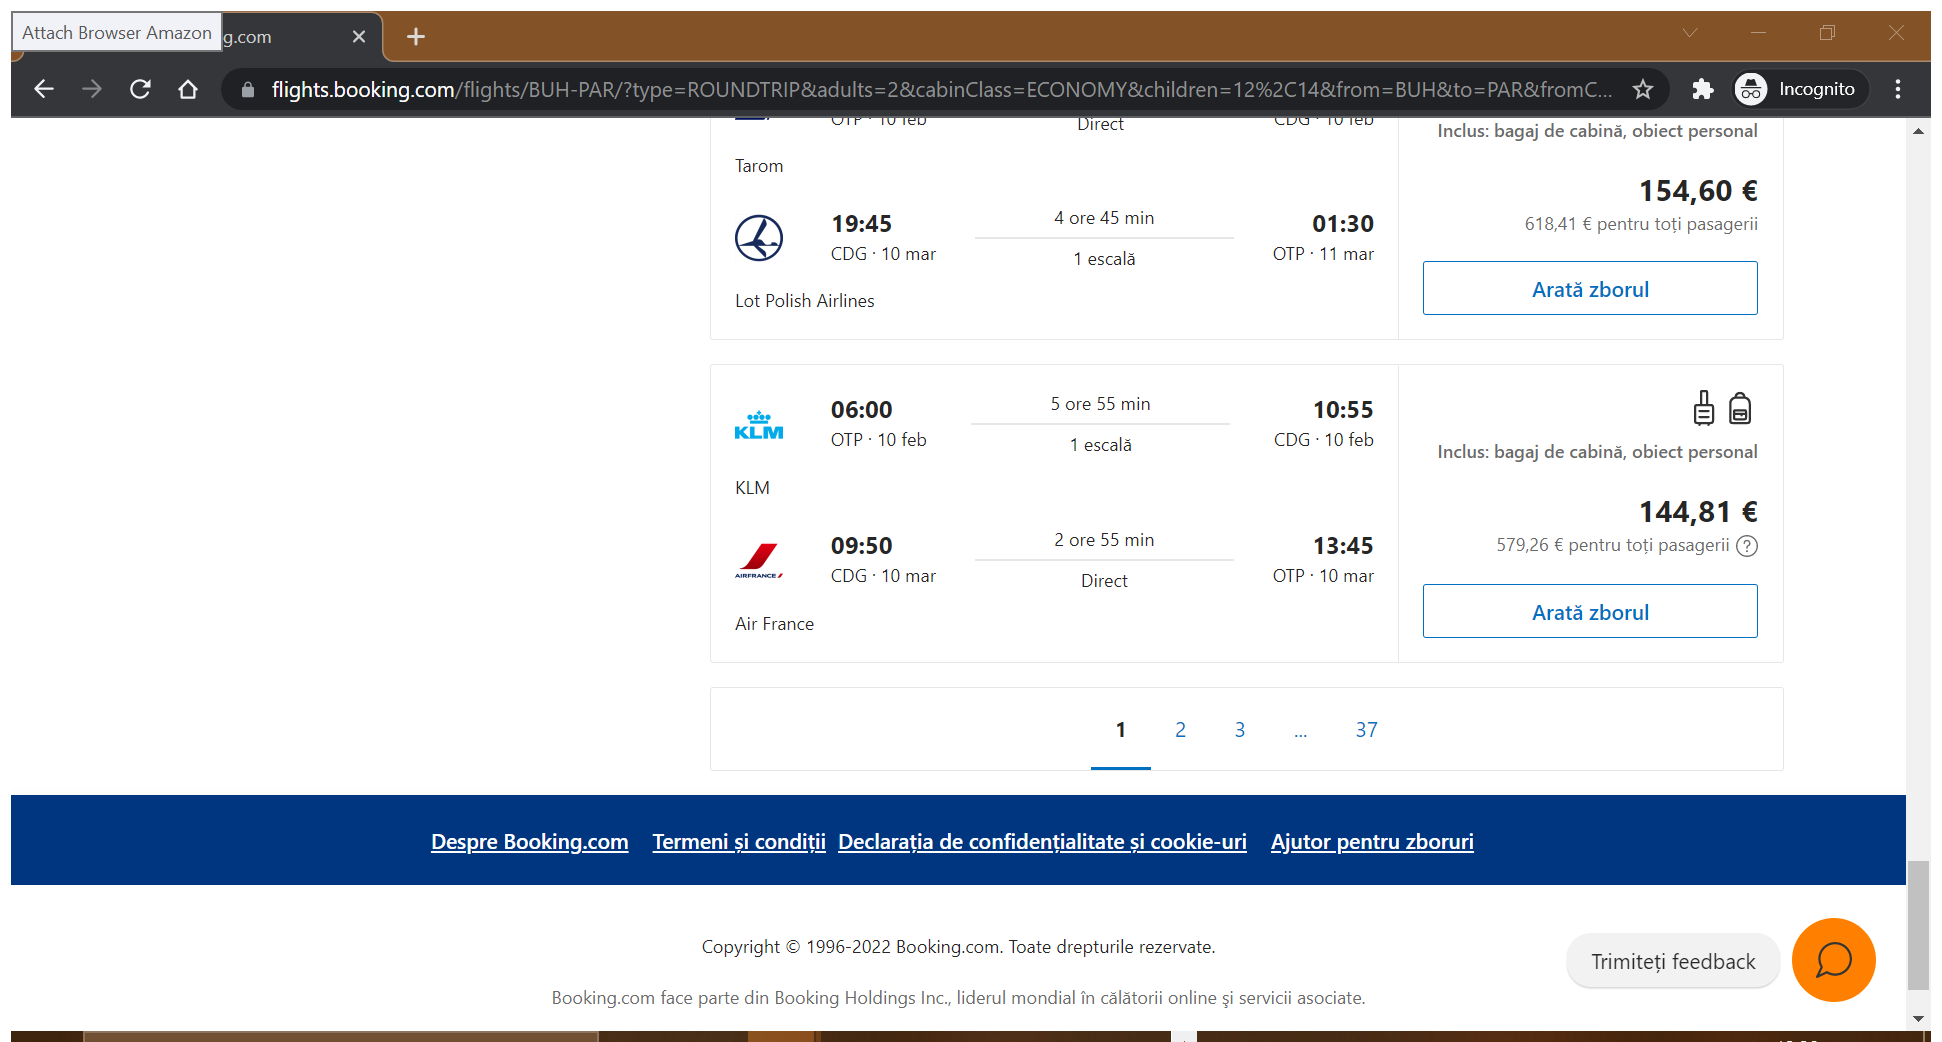 Attach Browser Amazon
g.com
flights.booking.com/flights/BUH-PAR/?type=ROUNDTRIP&adults=2&cabinClass=ECONOMY&children=12%2C14&from=BUH&to=PAR&fromC...
Incognito
OTP · 10 feb
Direct
CDG · 10 feb
Inclus: bagaj de cabină, obiect personal
Tarom
154,60 €
618,41 € pentru toți pasagerii
19:45
4 ore 45 min
01:30
CDG · 10 mar
1 escală
OTP · 11 mar
Lot Polish Airlines
Arată zborul
06:00
5 ore 55 min
10:55
KLM
OTP · 10 feb
1 escală
CDG · 10 feb
Inclus: bagaj de cabină, obiect personal
KLM
144,81 €
579,26 € pentru toți pasagerii ?
09:50
2 ore 55 min
13:45
AIRFRANCE
CDG · 10 mar
Direct
OTP · 10 mar
Air France
Arată zborul
1 2 3 ... 37
Despre Booking.com Termeni și condiții Declarația de confidențialitate și cookie-uri Ajutor pentru zboruri
Copyright © 1996-2022 Booking.com. Toate drepturile rezervate.
Trimiteți feedback
Booking.com face parte din Booking Holdings Inc., liderul mondial în călătorii online şi servicii asociate.